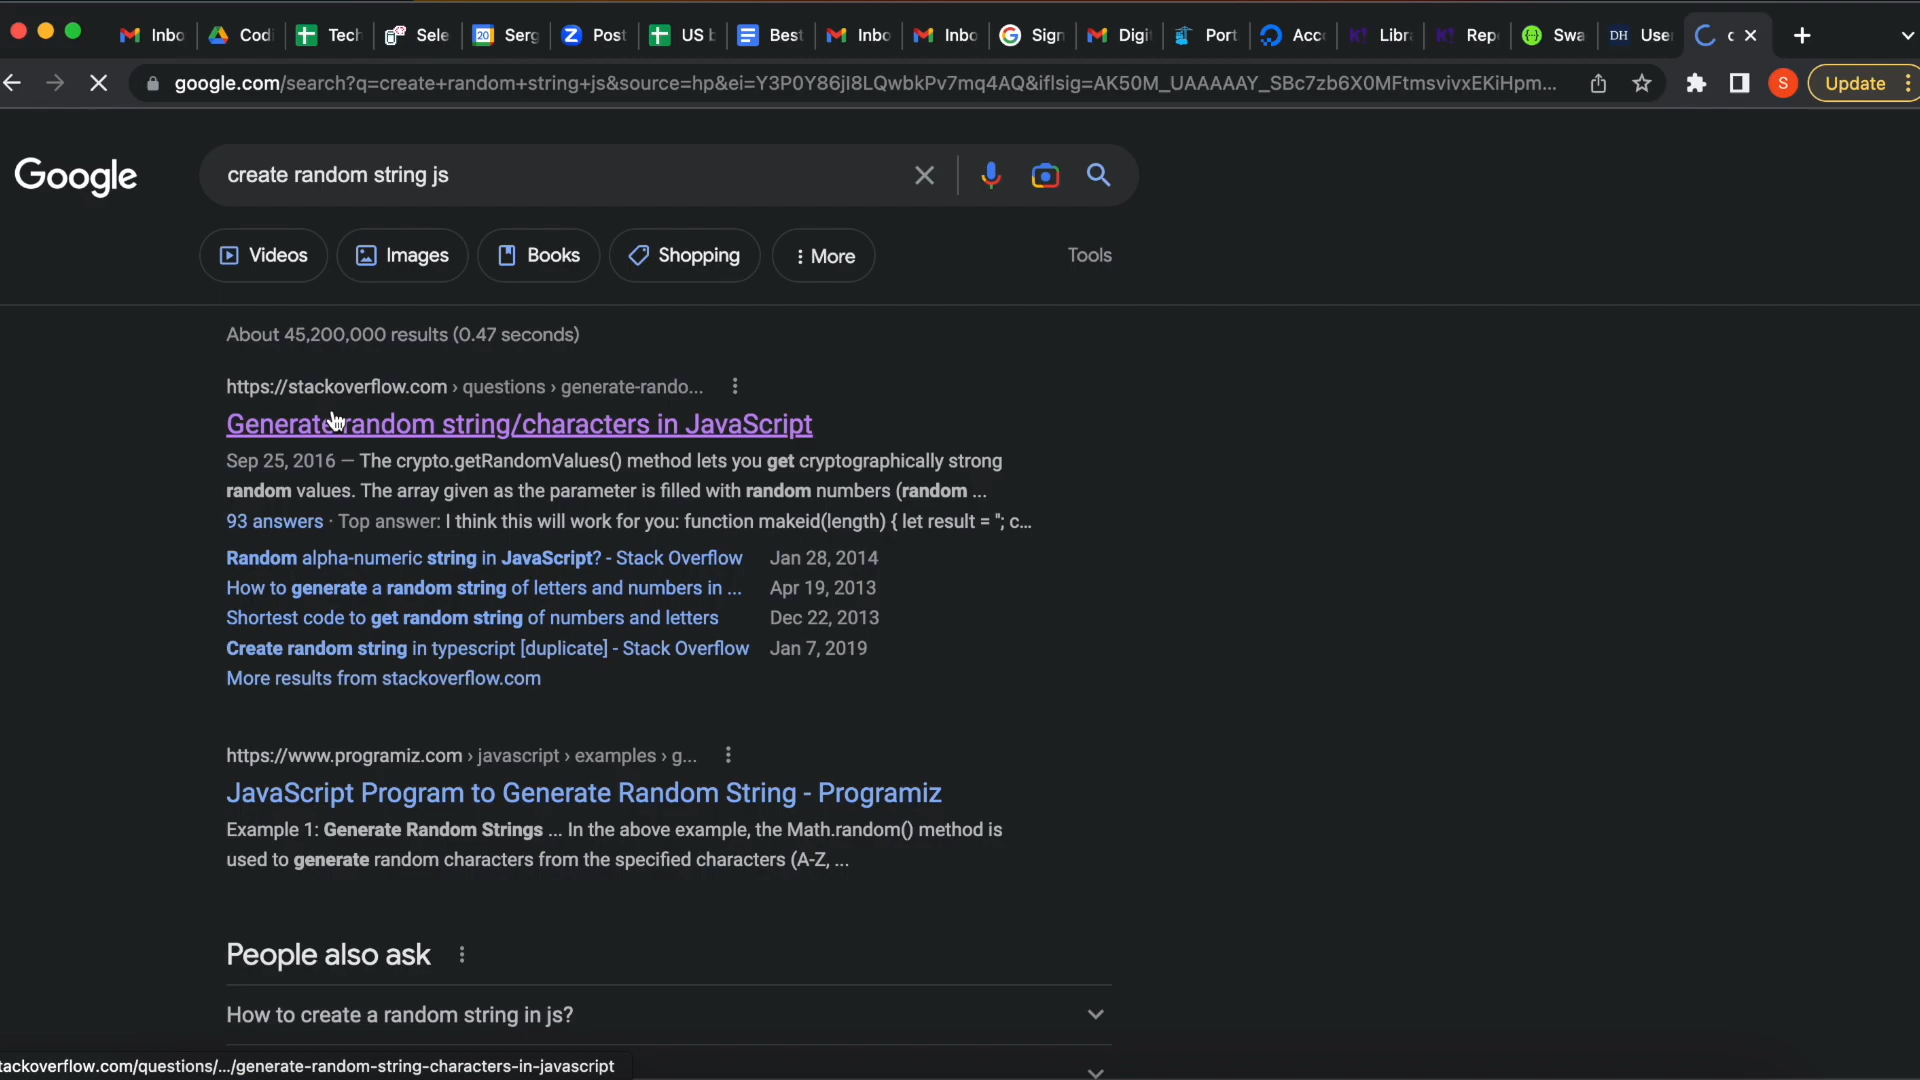 Inbo Codi Tech Sele 20 Serg Z Post US b Best Inbo Inbo Sign Digit Port Acc Libra Rep Swa DH User c
google.com/search?q=create+random+string+js&source=hp&ei=Y3P0Y86jI8LQwbkPv7mq4AQ&iflsig=AK50M_UAAAAAY_SBc7zb6X0MFtmsvivxEKiHpm... S Update
Google
create random string js
Videos Images Books Shopping More Tools
About 45,200,000 results (0.47 seconds)
https://stackoverflow.com › questions › generate-rando...
Generate random string/characters in JavaScript
Sep 25, 2016 — The crypto.getRandomValues() method lets you get cryptographically strong
random values. The array given as the parameter is filled with random numbers (random ...
93 answers · Top answer: I think this will work for you: function makeid(length) { let result = ''; c...
Random alpha-numeric string in JavaScript? - Stack Overflow Jan 28, 2014
How to generate a random string of letters and numbers in ... Apr 19, 2013
Shortest code to get random string of numbers and letters Dec 22, 2013
Create random string in typescript [duplicate] - Stack Overflow Jan 7, 2019
More results from stackoverflow.com
https://www.programiz.com › javascript › examples › g...
JavaScript Program to Generate Random String - Programiz
Example 1: Generate Random Strings ... In the above example, the Math.random() method is
used to generate random characters from the specified characters (A-Z, ...
People also ask
How to create a random string in js?
tackoverflow.com/questions/.../generate-random-string-characters-in-javascript